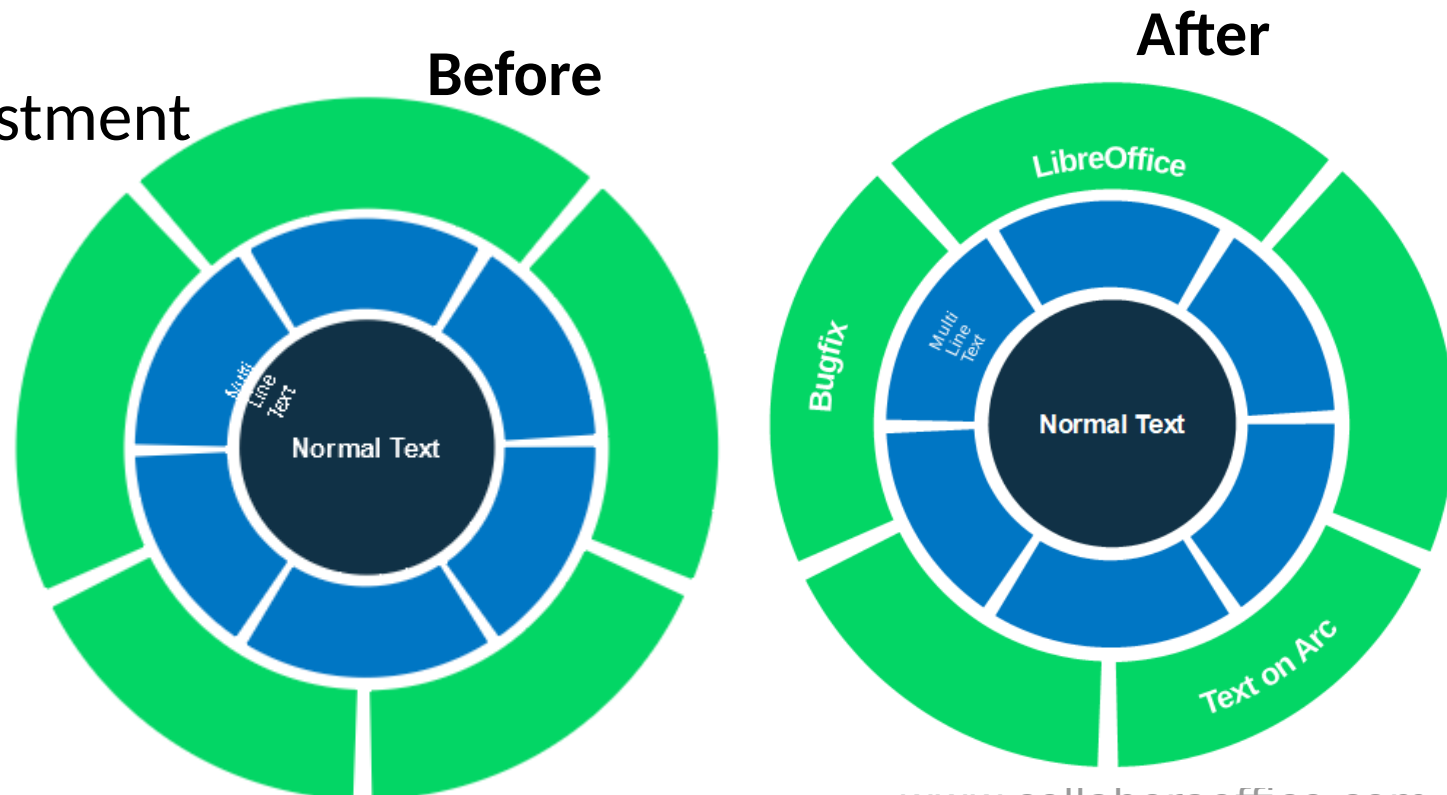 After
Before
stment
LibreOffice
Bugfix
Multi
Line
Text
Normal Text
Text on Arc
Multi
Line
Text
Normal Text